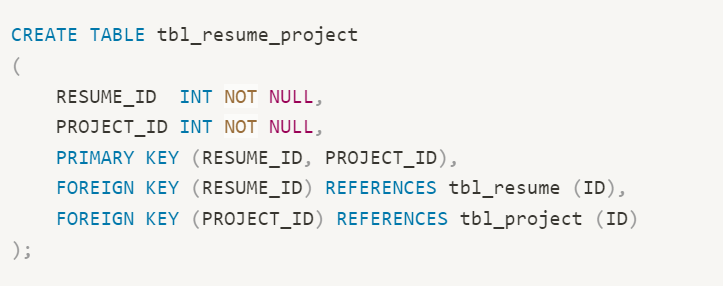 CREATE TABLE tbl_resume_project
(
    RESUME_ID  INT NOT NULL,
    PROJECT_ID INT NOT NULL,
    PRIMARY KEY (RESUME_ID, PROJECT_ID),
    FOREIGN KEY (RESUME_ID) REFERENCES tbl_resume (ID),
    FOREIGN KEY (PROJECT_ID) REFERENCES tbl_project (ID)
);